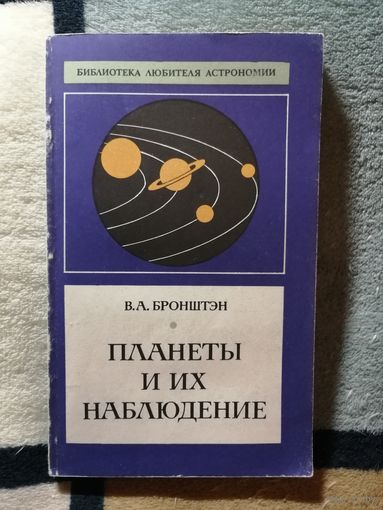 БИБЛИОТЕКА ЛЮБИТЕЛЯ АСТРОНОМИИ
В.А. БРОНШТЭН
ПЛАНЕТЫ
И ИХ
НАБЛЮДЕНИЕ